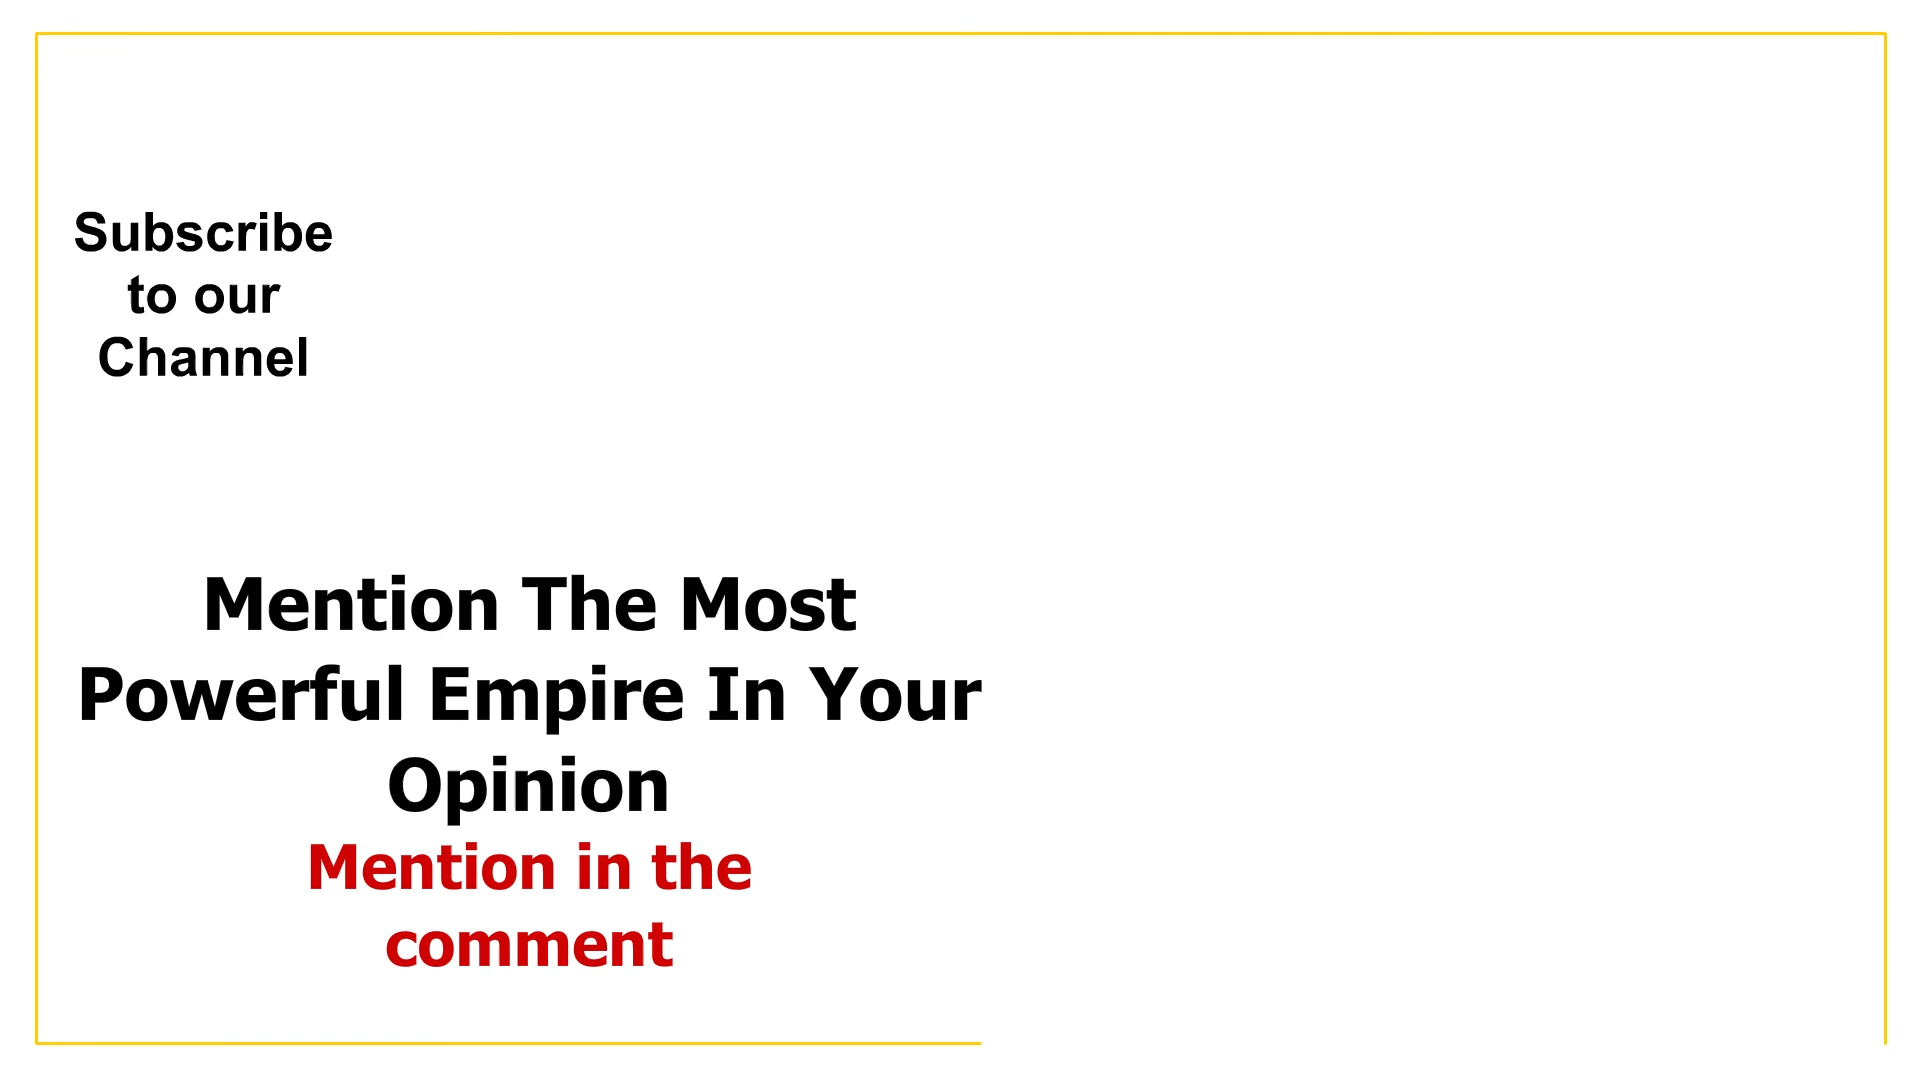 Subscribe
to our
Channel
Mention The Most
Powerful Empire In Your
Opinion
Mention in the
comment